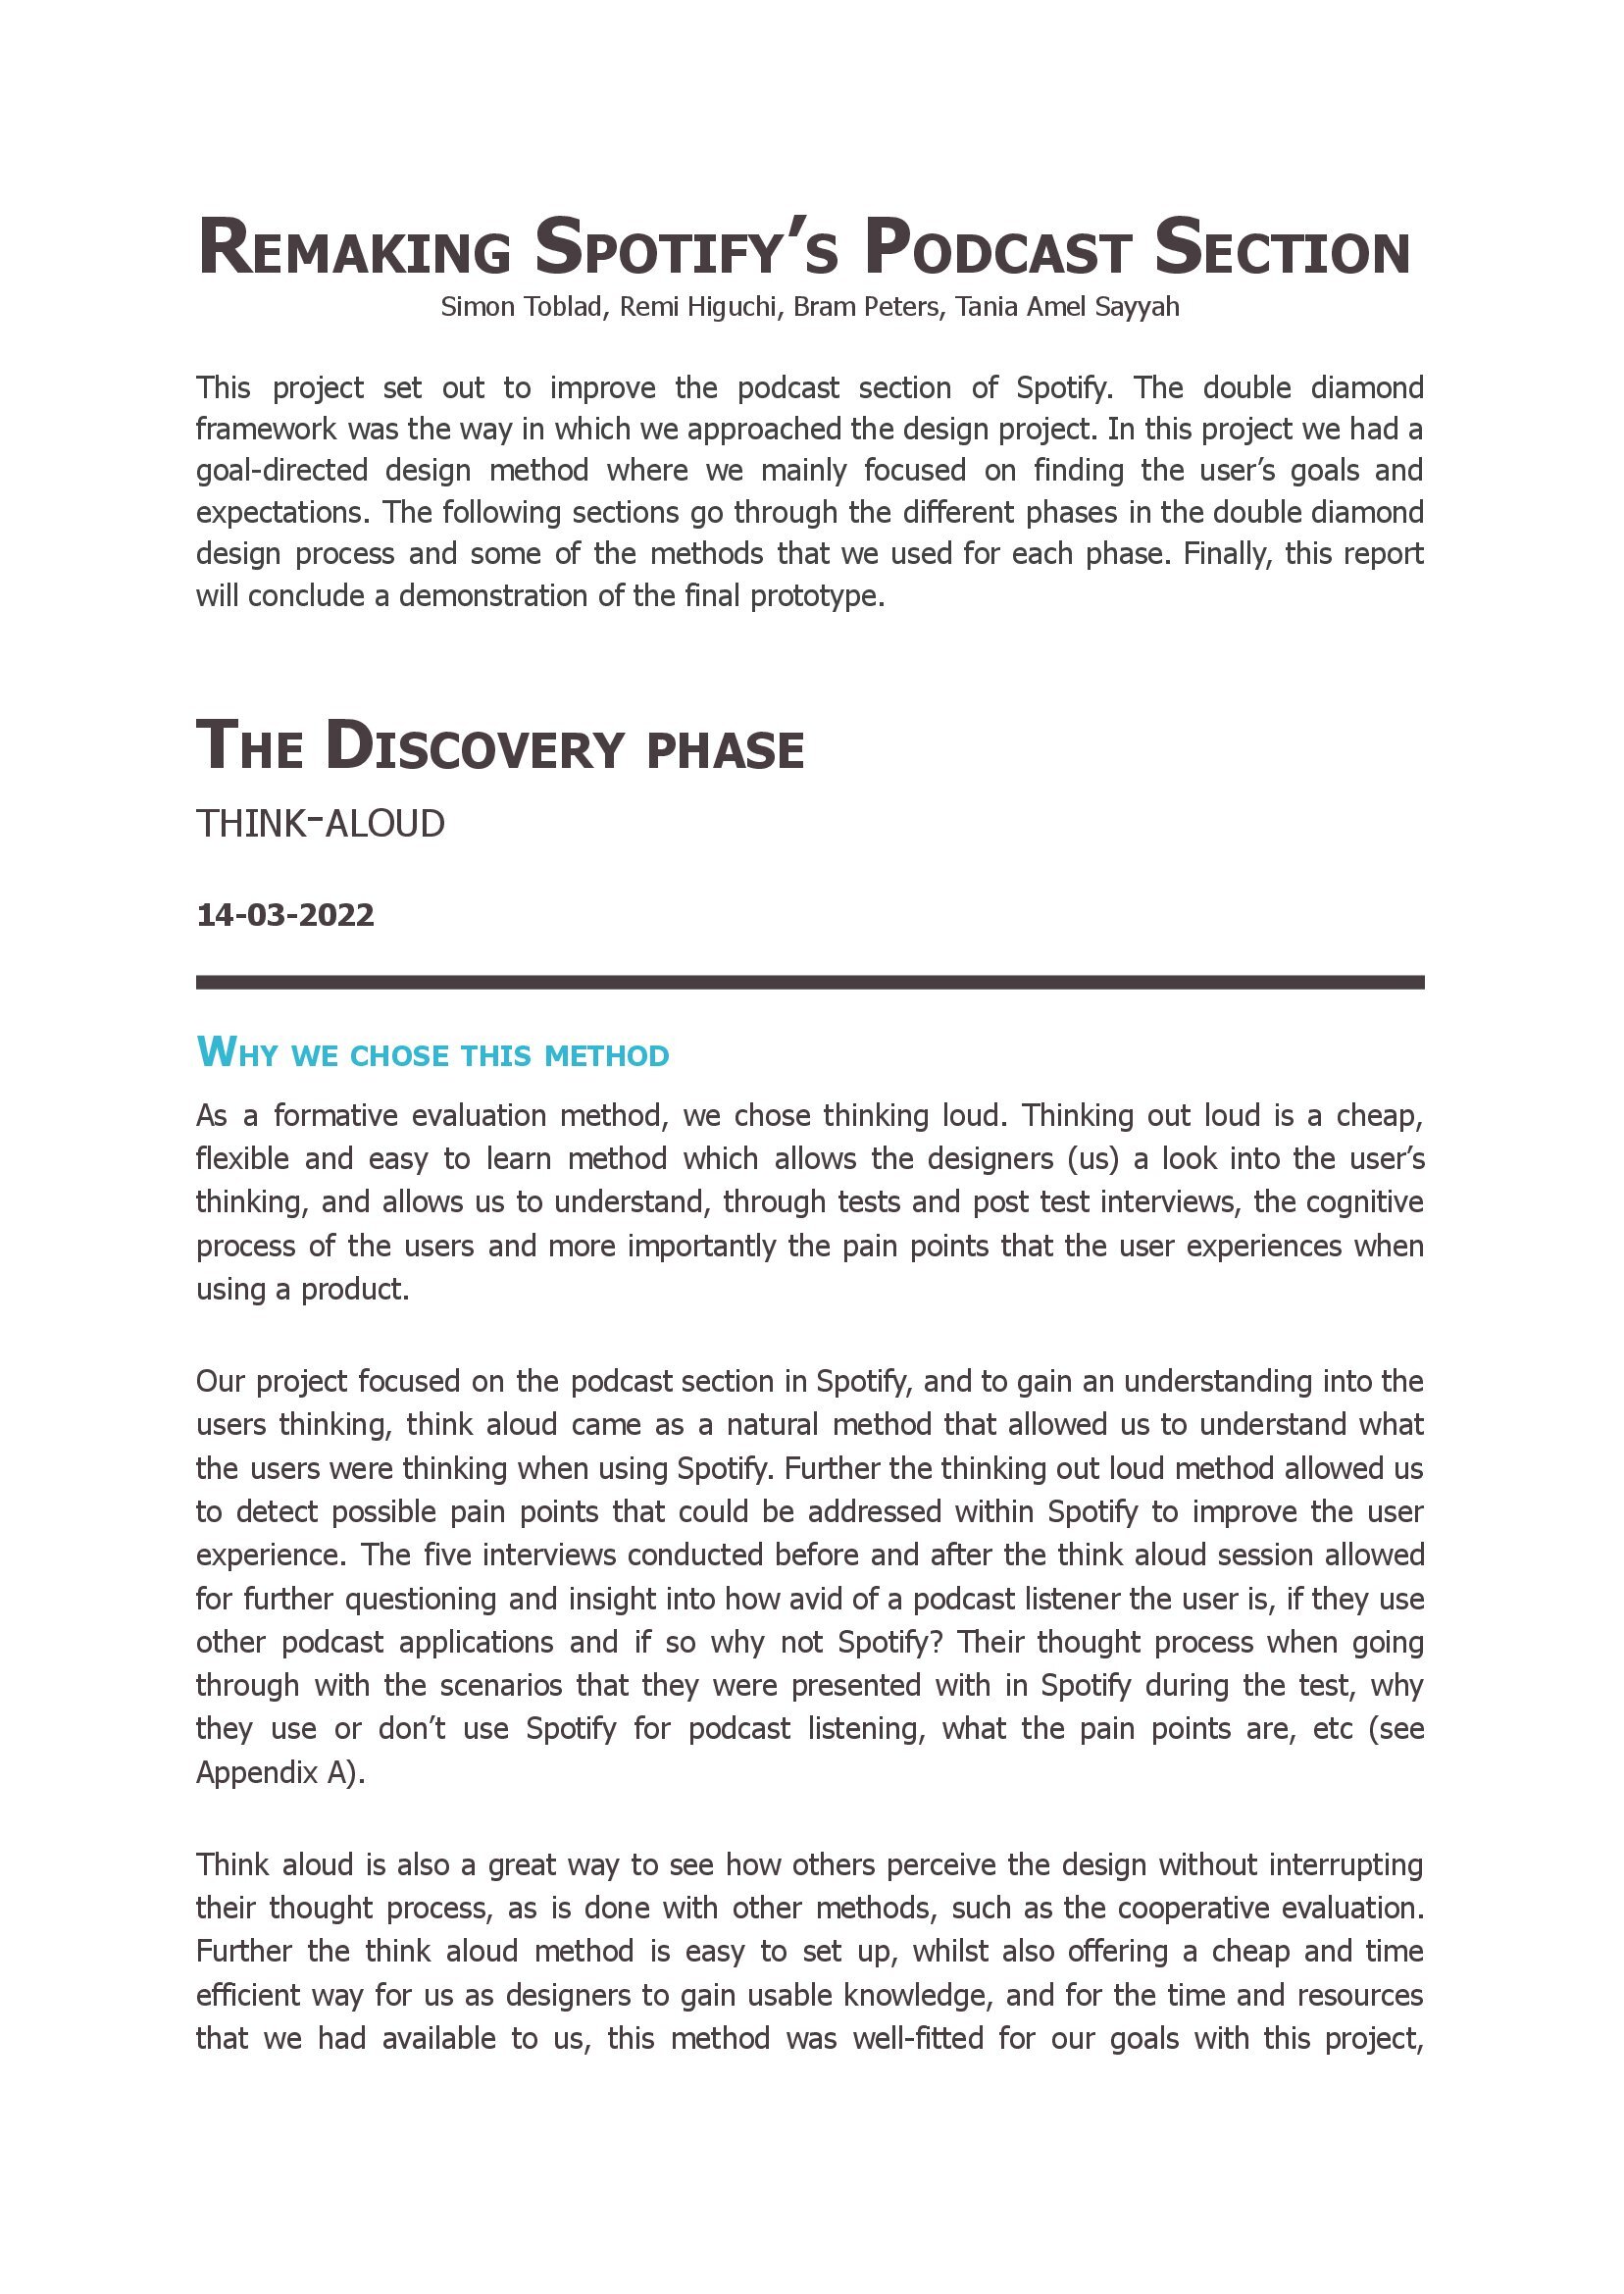 Remaking Spotify’s Podcast Section
Simon Toblad, Remi Higuchi, Bram Peters, Tania Amel Sayyah
This project set out to improve the podcast section of Spotify. The double diamond
framework was the way in which we approached the design project. In this project we had a
goal-directed design method where we mainly focused on finding the user’s goals and
expectations. The following sections go through the different phases in the double diamond
design process and some of the methods that we used for each phase. Finally, this report
will conclude a demonstration of the final prototype.
The Discovery phase
THINK-ALOUD
14-03-2022
Why we chose this method
As a formative evaluation method, we chose thinking loud. Thinking out loud is a cheap,
flexible and easy to learn method which allows the designers (us) a look into the user’s
thinking, and allows us to understand, through tests and post test interviews, the cognitive
process of the users and more importantly the pain points that the user experiences when
using a product.
Our project focused on the podcast section in Spotify, and to gain an understanding into the
users thinking, think aloud came as a natural method that allowed us to understand what
the users were thinking when using Spotify. Further the thinking out loud method allowed us
to detect possible pain points that could be addressed within Spotify to improve the user
experience. The five interviews conducted before and after the think aloud session allowed
for further questioning and insight into how avid of a podcast listener the user is, if they use
other podcast applications and if so why not Spotify? Their thought process when going
through with the scenarios that they were presented with in Spotify during the test, why
they use or don’t use Spotify for podcast listening, what the pain points are, etc (see
Appendix A).
Think aloud is also a great way to see how others perceive the design without interrupting
their thought process, as is done with other methods, such as the cooperative evaluation.
Further the think aloud method is easy to set up, whilst also offering a cheap and time
efficient way for us as designers to gain usable knowledge, and for the time and resources
that we had available to us, this method was well-fitted for our goals with this project,